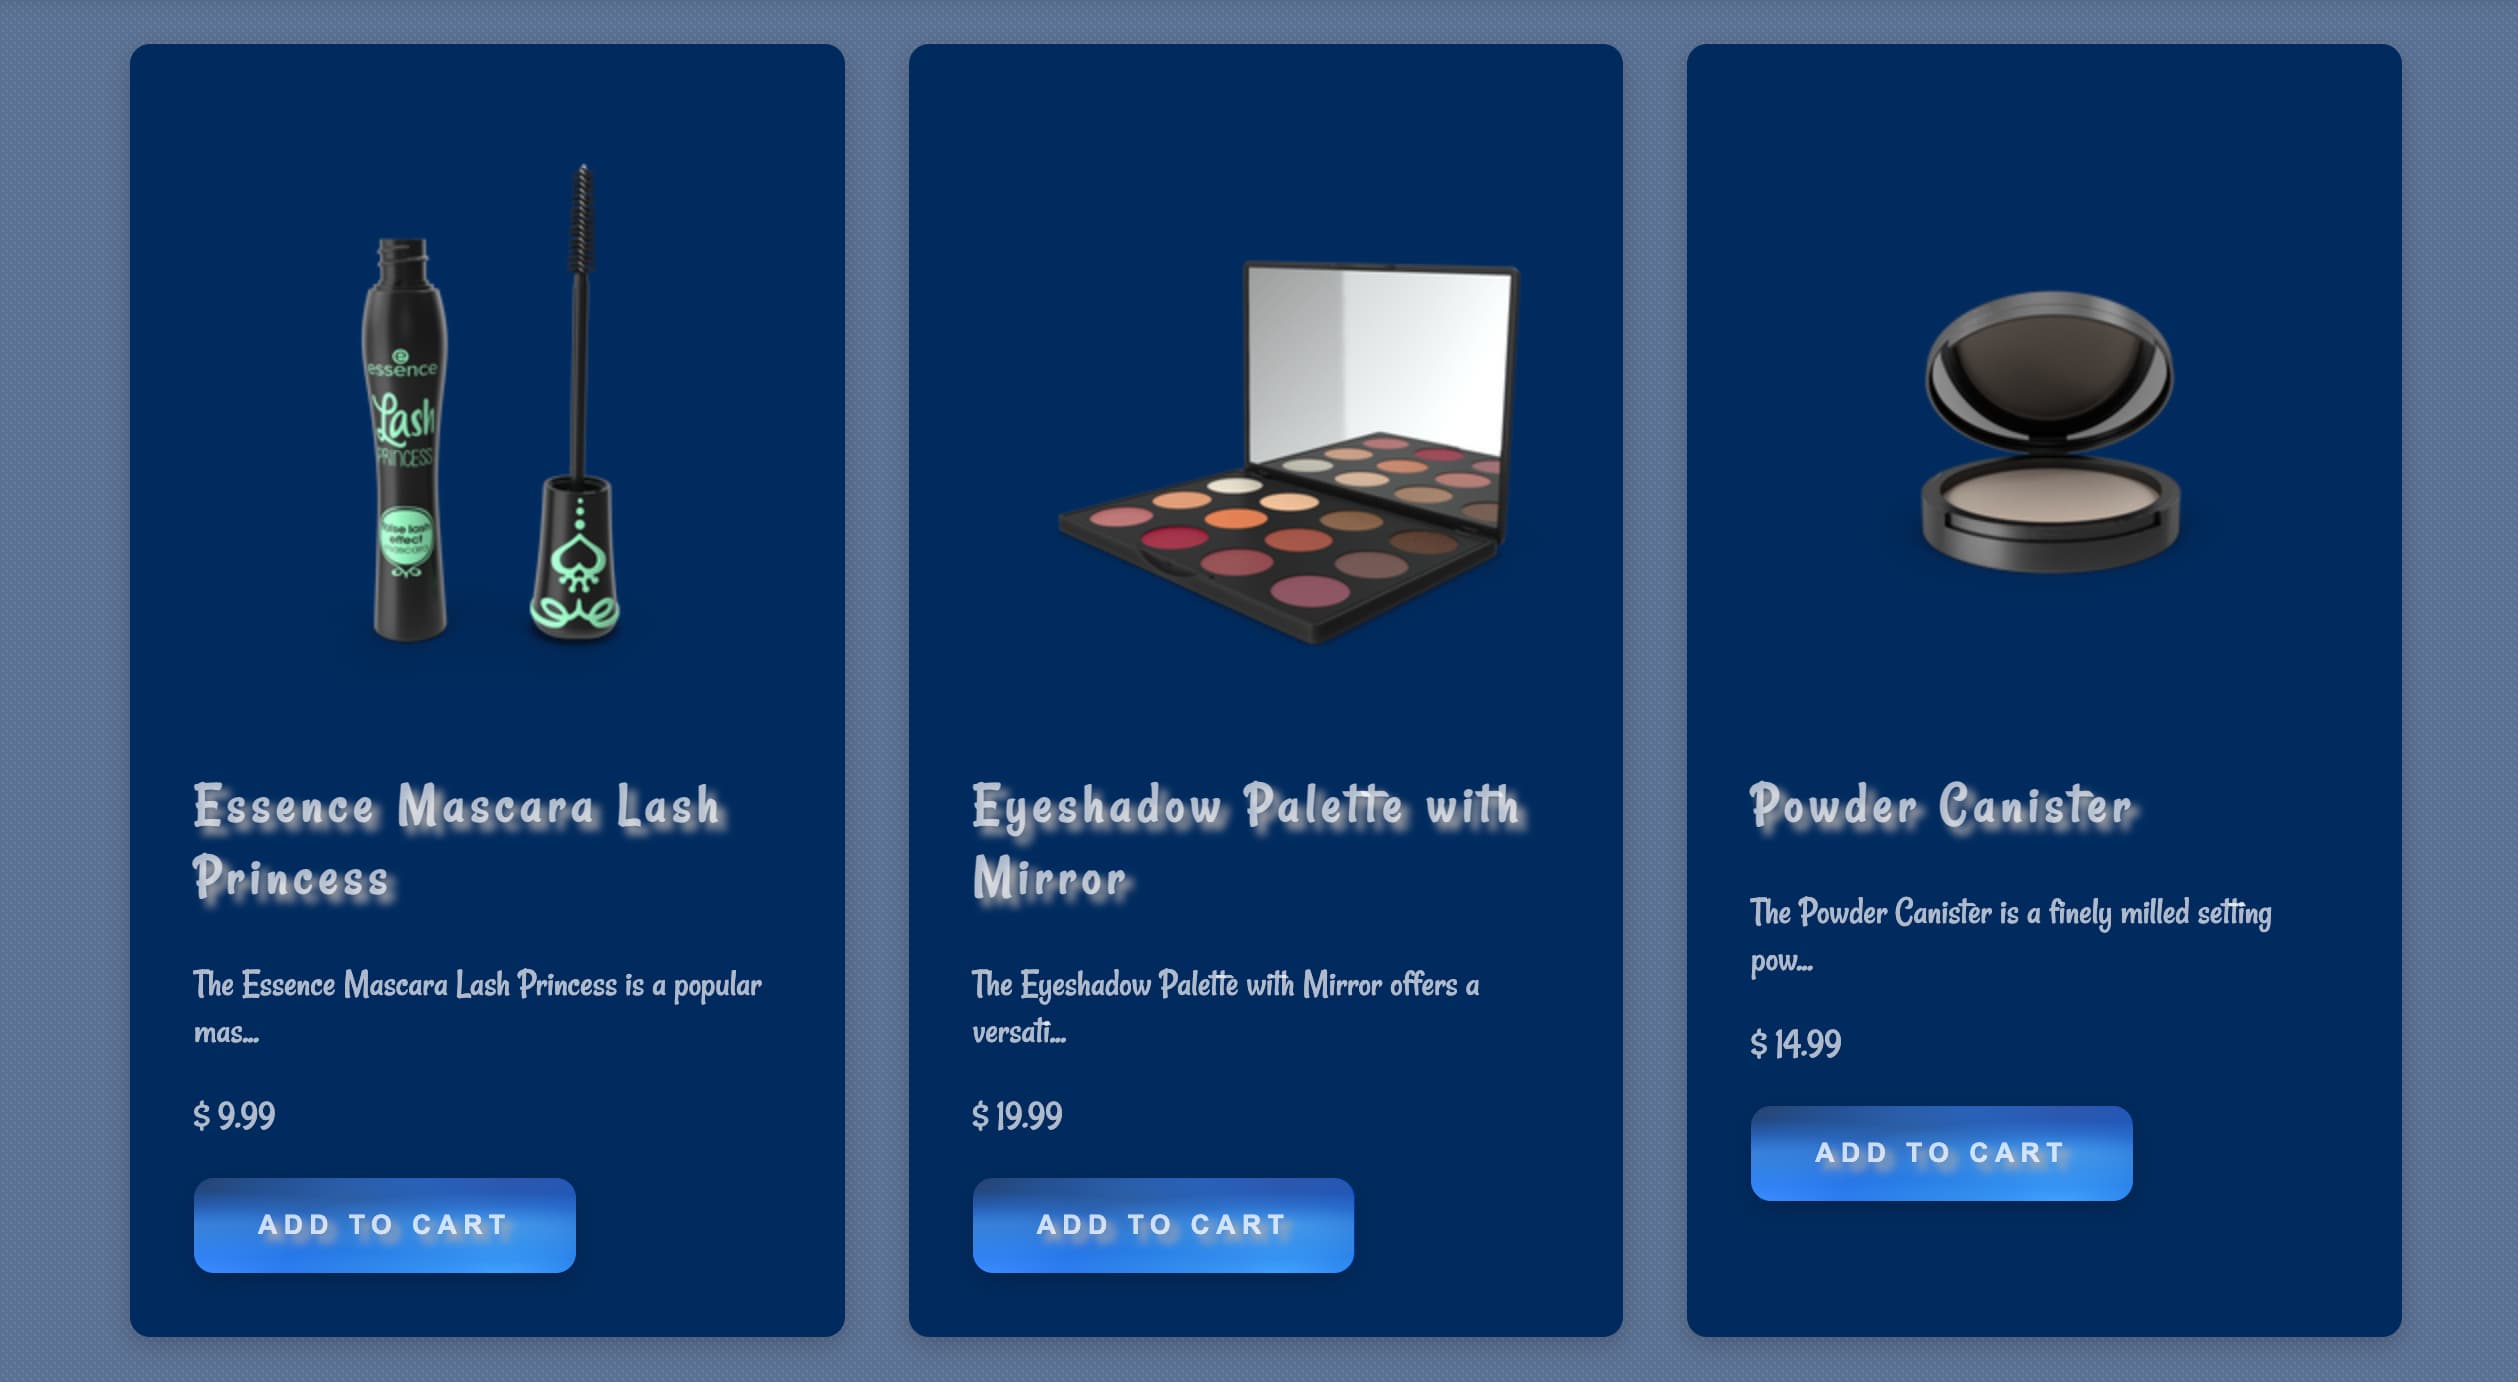 essence
Lash
PRINCESS
false lash
effect
mascara
Essence Mascara Lash
Princess
The Essence Mascara Lash Princess is a popular
mas...
$ 9.99
ADD TO CART
Eyeshadow Palette with
Mirror
The Eyeshadow Palette with Mirror offers a
versati...
$ 19.99
ADD TO CART
Powder Canister
The Powder Canister is a finely milled setting
pow...
$ 14.99
ADD TO CART